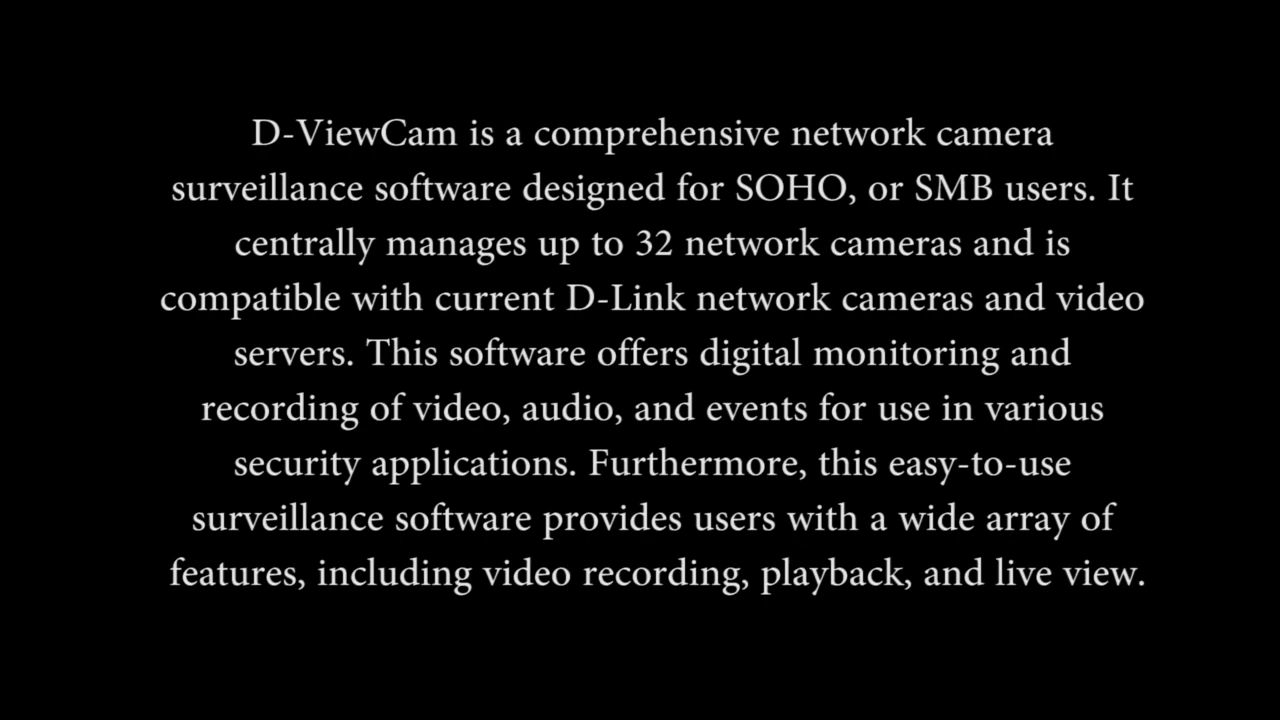 D-ViewCam is a comprehensive network camera
surveillance software designed for SOHO, or SMB users. It
centrally manages up to 32 network cameras and is
compatible with current D-Link network cameras and video
servers. This software offers digital monitoring and
recording of video, audio, and events for use in various
security applications. Furthermore, this easy-to-use
surveillance software provides users with a wide array of
features, including video recording, playback, and live view.